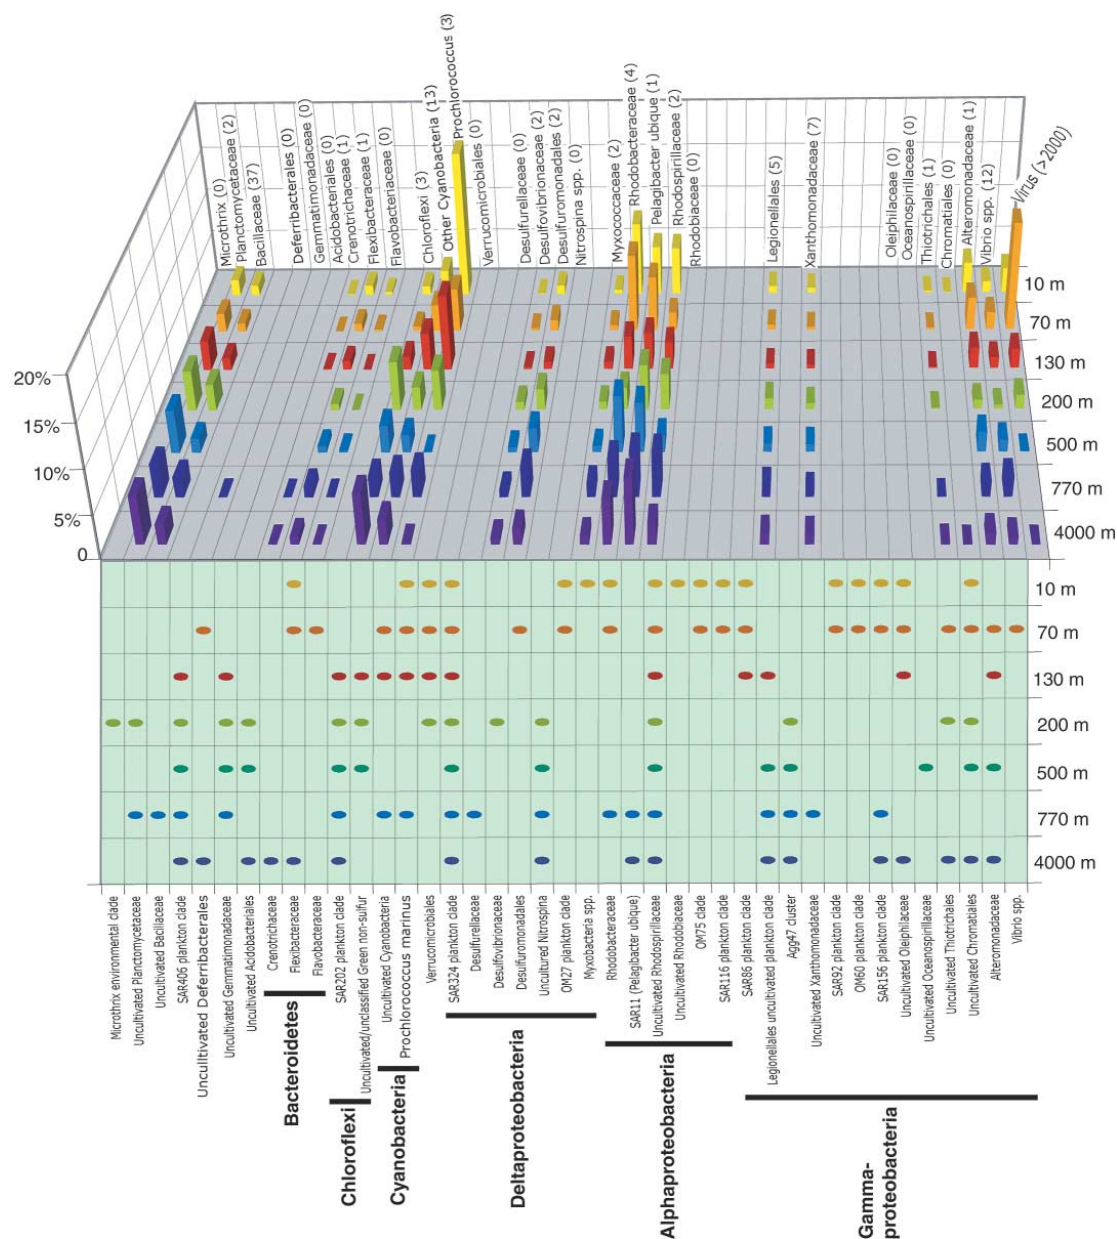 Microthrix (0)
Planctomycetaceae (2)
Bacillaceae (37)
Deferribacterales (0)
Gemmatimonadaceae (0)
Acidobacteriales (0)
Crenotrichaceae (1)
Flexibacteraceae (1)
Flavobacteriaceae (0)
Chloroflexi (3)
Other Cyanobacteria (13)
Prochlorococcus (3)
Verrucomicrobiales (0)
Desulfurellaceae (0)
Desulfovibrionaceae (2)
Desulfuromonadales (2)
Nitrospina spp. (0)
Myxococcaceae (2)
Rhodobacteraceae (4)
Pelagibacter ubique (1)
Rhodospirillaceae (2)
Rhodobiaceae (0)
Legionellales (5)
Xanthomonadaceae (7)
Oleiphilaceae (0)
Oceanospirillaceae (0)
Thiotrichales (1)
Chromatiales (0)
Alteromonadaceae (1)
Vibrio spp. (12)
Virus (>2000)
20%
15%
10%
5%
0
10 m
70 m
130 m
200 m
500 m
770 m
4000 m
10 m
70 m
130 m
200 m
500 m
770 m
4000 m
Microthrix environmental clade
Uncultivated Planctomycetaceae
Uncultivated Bacillaceae
SAR406 plankton clade
Unculltivated Deferribacterales
Uncultivated Gemmatimonadaceae
Uncultivated Acidobacteriales
Crenotrichaceae
Flexibacteraceae
Flavobacteraceae
SAR202 plankton clade
Uncultivated/unclassified Green non-sulfur
Uncultivated Cyanobacteria
Prochlorococcus marinus
Verrucomicrobiales
SAR324 plankton clade
Desulfurellaceae
Desulfovibrionaceae
Desulfuromonadales
Uncultured Nitrospina
OM27 plankton clade
Myxobacteria spp.
Rhodobacteraceae
SAR11 (Pelagibacter ubique)
Uncultivated Rhodospirillaceae
Uncultivated Rhodobiaceae
OM75 clade
SAR116 plankton clade
SAR86 plankton clade
Legionellales uncultivated plankton clade
Agg47 cluster
Uncultivated Xanthomonadaceae
SAR92 plankton clade
OM60 plankton clade
SAR156 plankton clade
Uncultivated Oleiphilaceae
Uncultivated Oceanospirillaceae
Uncultivated Thiotrichales
Uncultivated Chromatiales
Alteromonadaceae
Vibrio spp.
Bacteroidetes
Chloroflexi
Cyanobacteria
Deltaproteobacteria
Alphaproteobacteria
Gamma-
proteobacteria